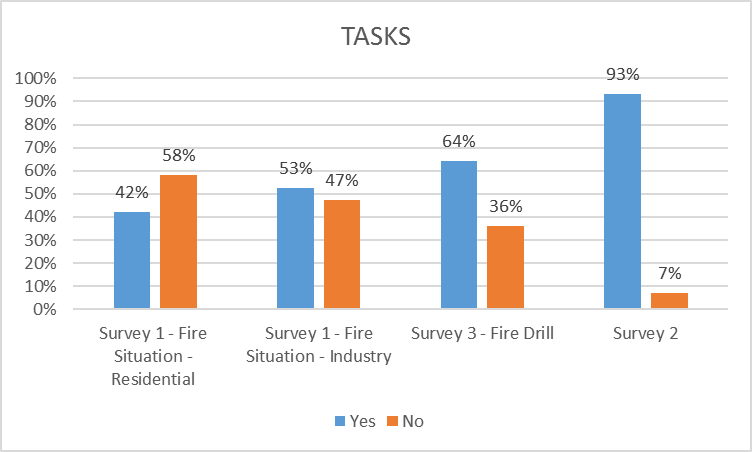 TASKS
93%
100%
90%
80%
70%
60%
50%
40%
30%
20%
10%
0%
42%
58%
53%
47%
64%
36%
7%
Survey 1 - Fire
Situation -
Residential
Survey 1 - Fire
Situation - Industry
Survey 3 - Fire Drill
Survey 2
Yes
No